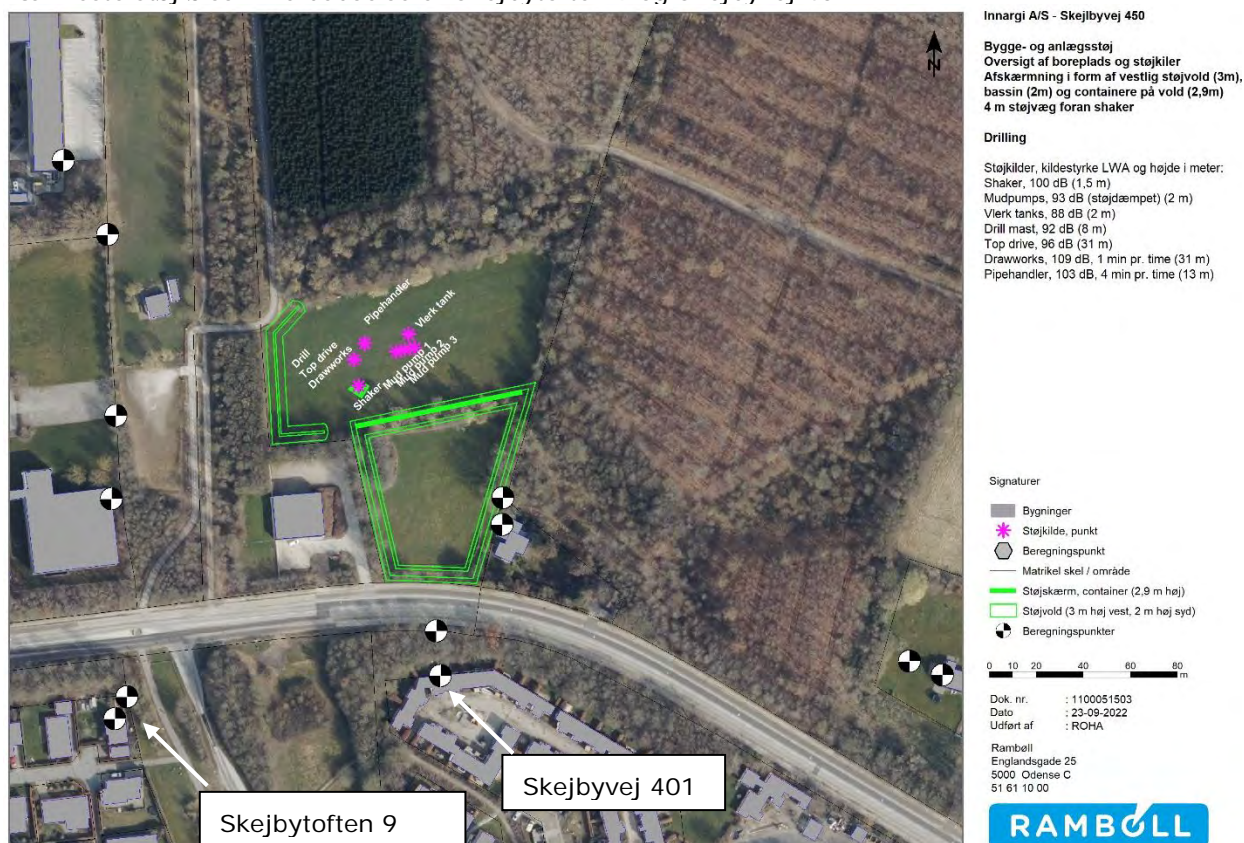 N
Pipehandler
Vlerk tank
Drill
Top drive
Drawworks
Mud pump 1
Mud pump 2
Mud pump 3
Shaker
Skejbyvej 401
Skejbytoften 9
Innargi A/S - Skejlbyvej 450
Bygge- og anlægsstøj
Oversigt af boreplads og støjkiler
Afskærmning i form af vestlig støjvold (3m),
bassin (2m) og containere på vold (2,9m)
4 m støjvæg foran shaker
Drilling
Støjkilder, kildestyrke LWA og højde i meter:
Shaker, 100 dB (1,5 m)
Mudpumps, 93 dB (støjdæmpet) (2 m)
Vlerk tanks, 88 dB (2 m)
Drill mast, 92 dB (8 m)
Top drive, 96 dB (31 m)
Drawworks, 109 dB, 1 min pr. time (31 m)
Pipehandler, 103 dB, 4 min pr. time (13 m)
Signaturer
Bygninger
Støjkilde, punkt
Beregningspunkt
Matrikel skel / område
Støjskærm, container (2,9 m høj)
Støjvold (3 m høj vest, 2 m høj syd)
Beregningspunkter
0 10 20 40 60 80
m
Dok. nr. : 1100051503
Dato : 23-09-2022
Udført af : ROHA
Rambøll
Englandsgade 25
5000 Odense C
51 61 10 00
RAMBOLL